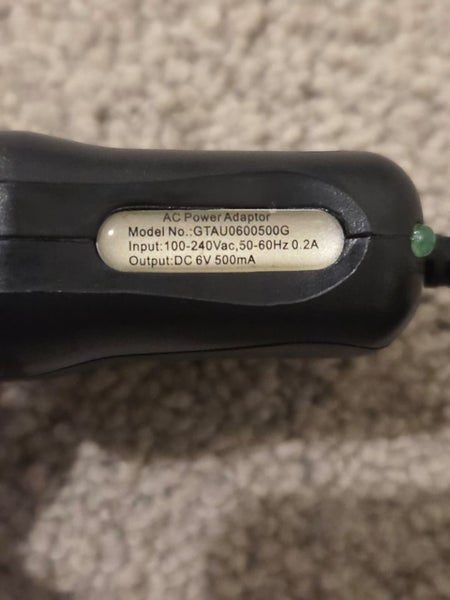 AC Power Adaptor
Model No.:GTAU0600500G
Input:100-240Vac,50-60Hz 0.2A
Output:DC 6V 500mA